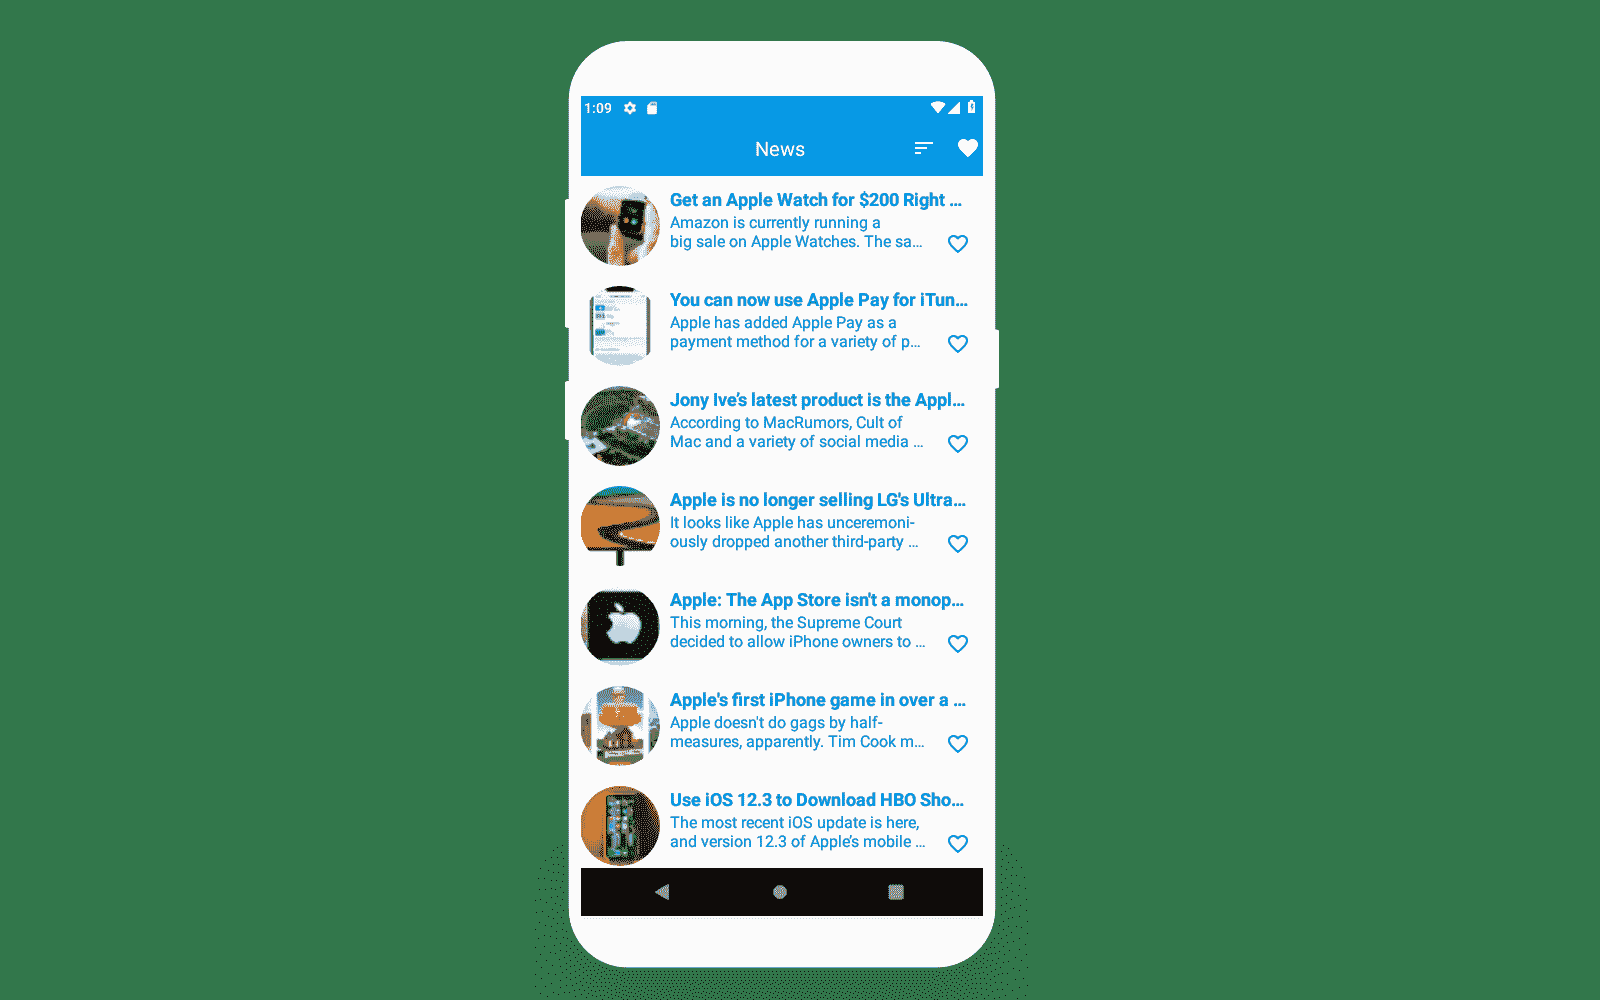 1:09
News
Get an Apple Watch for $200 Right ...
Amazon is currently running a
big sale on Apple Watches. The sa...
You can now use Apple Pay for iTun...
Apple has added Apple Pay as a
payment method for a variety of p...
Jony Ive’s latest product is the Appl...
According to MacRumors, Cult of
Mac and a variety of social media ...
Apple is no longer selling LG's Ultra...
It looks like Apple has unceremoni-
ously dropped another third-party ...
Apple: The App Store isn't a monop...
This morning, the Supreme Court
decided to allow iPhone owners to ...
Apple's first iPhone game in over a ...
Apple doesn't do gags by half-
measures, apparently. Tim Cook m...
Use iOS 12.3 to Download HBO Sho...
The most recent iOS update is here,
and version 12.3 of Apple’s mobile ...